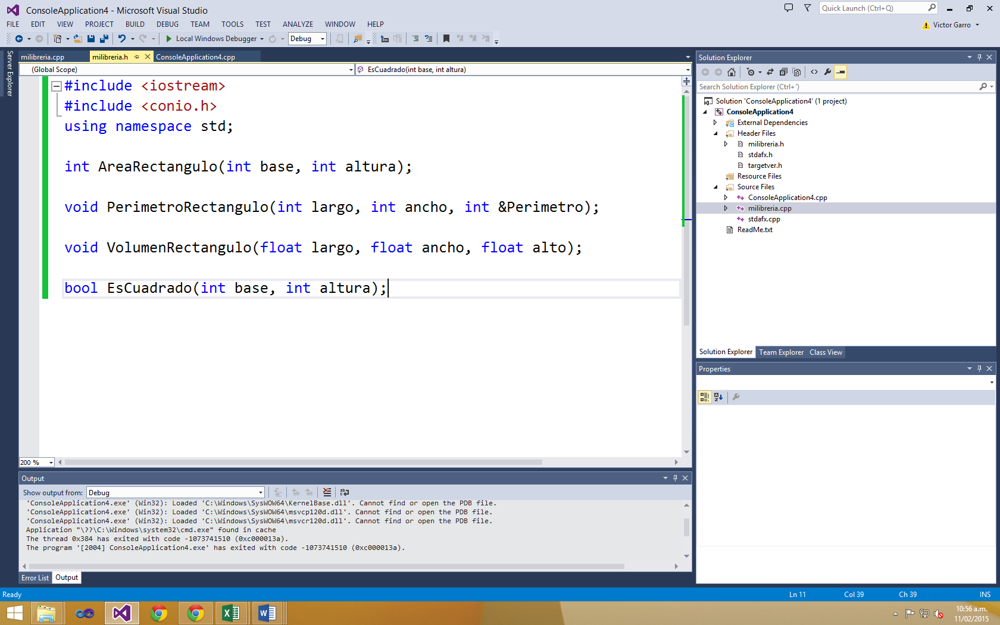 ConsoleApplication4 - Microsoft Visual Studio
Quick Launch (Ctrl+Q)
FILE EDIT VIEW PROJECT BUILD DEBUG TEAM TOOLS TEST ANALYZE WINDOW HELP
Victor Garro
Local Windows Debugger
Debug
Server Explorer
milibreria.cpp
milibreria.h
ConsoleApplication4.cpp
(Global Scope)
EsCuadrado(int base, int altura)
#include <iostream>
#include <conio.h>
using namespace std;
int AreaRectangulo(int base, int altura);
void PerimetroRectangulo(int largo, int ancho, int &Perimetro);
void VolumenRectangulo(float largo, float ancho, float alto);
bool EsCuadrado(int base, int altura);
200 %
Output
Show output from: Debug
'ConsoleApplication4.exe' (Win32): Loaded 'C:\Windows\SysWOW64\KernelBase.dll'. Cannot find or open the PDB file.
'ConsoleApplication4.exe' (Win32): Loaded 'C:\Windows\SysWOW64\msvcp120d.dll'. Cannot find or open the PDB file.
'ConsoleApplication4.exe' (Win32): Loaded 'C:\Windows\SysWOW64\msvcr120d.dll'. Cannot find or open the PDB file.
Application "\??\C:\Windows\system32\cmd.exe" found in cache
The thread 0x384 has exited with code -1073741510 (0xc000013a).
The program '[2004] ConsoleApplication4.exe' has exited with code -1073741510 (0xc000013a).
Error List Output
Solution Explorer
Search Solution Explorer (Ctrl+´)
Solution 'ConsoleApplication4' (1 project)
ConsoleApplication4
External Dependencies
Header Files
milibreria.h
stdafx.h
targetver.h
Resource Files
Source Files
ConsoleApplication4.cpp
milibreria.cpp
stdafx.cpp
ReadMe.txt
Solution Explorer Team Explorer Class View
Properties
Ready
Ln 11 Col 39 Ch 39 INS
10:56 a.m.
11/02/2015